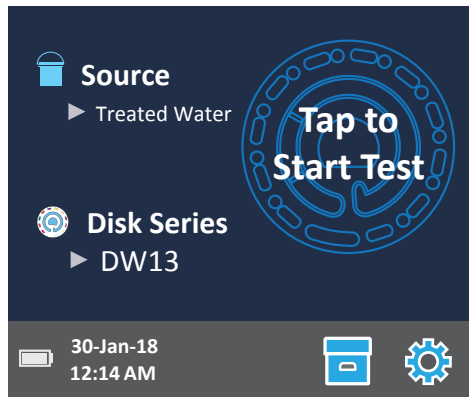 Source
Treated Water
Tap to
Start Test
Disk Series
DW13
30-Jan-18
12:14 AM